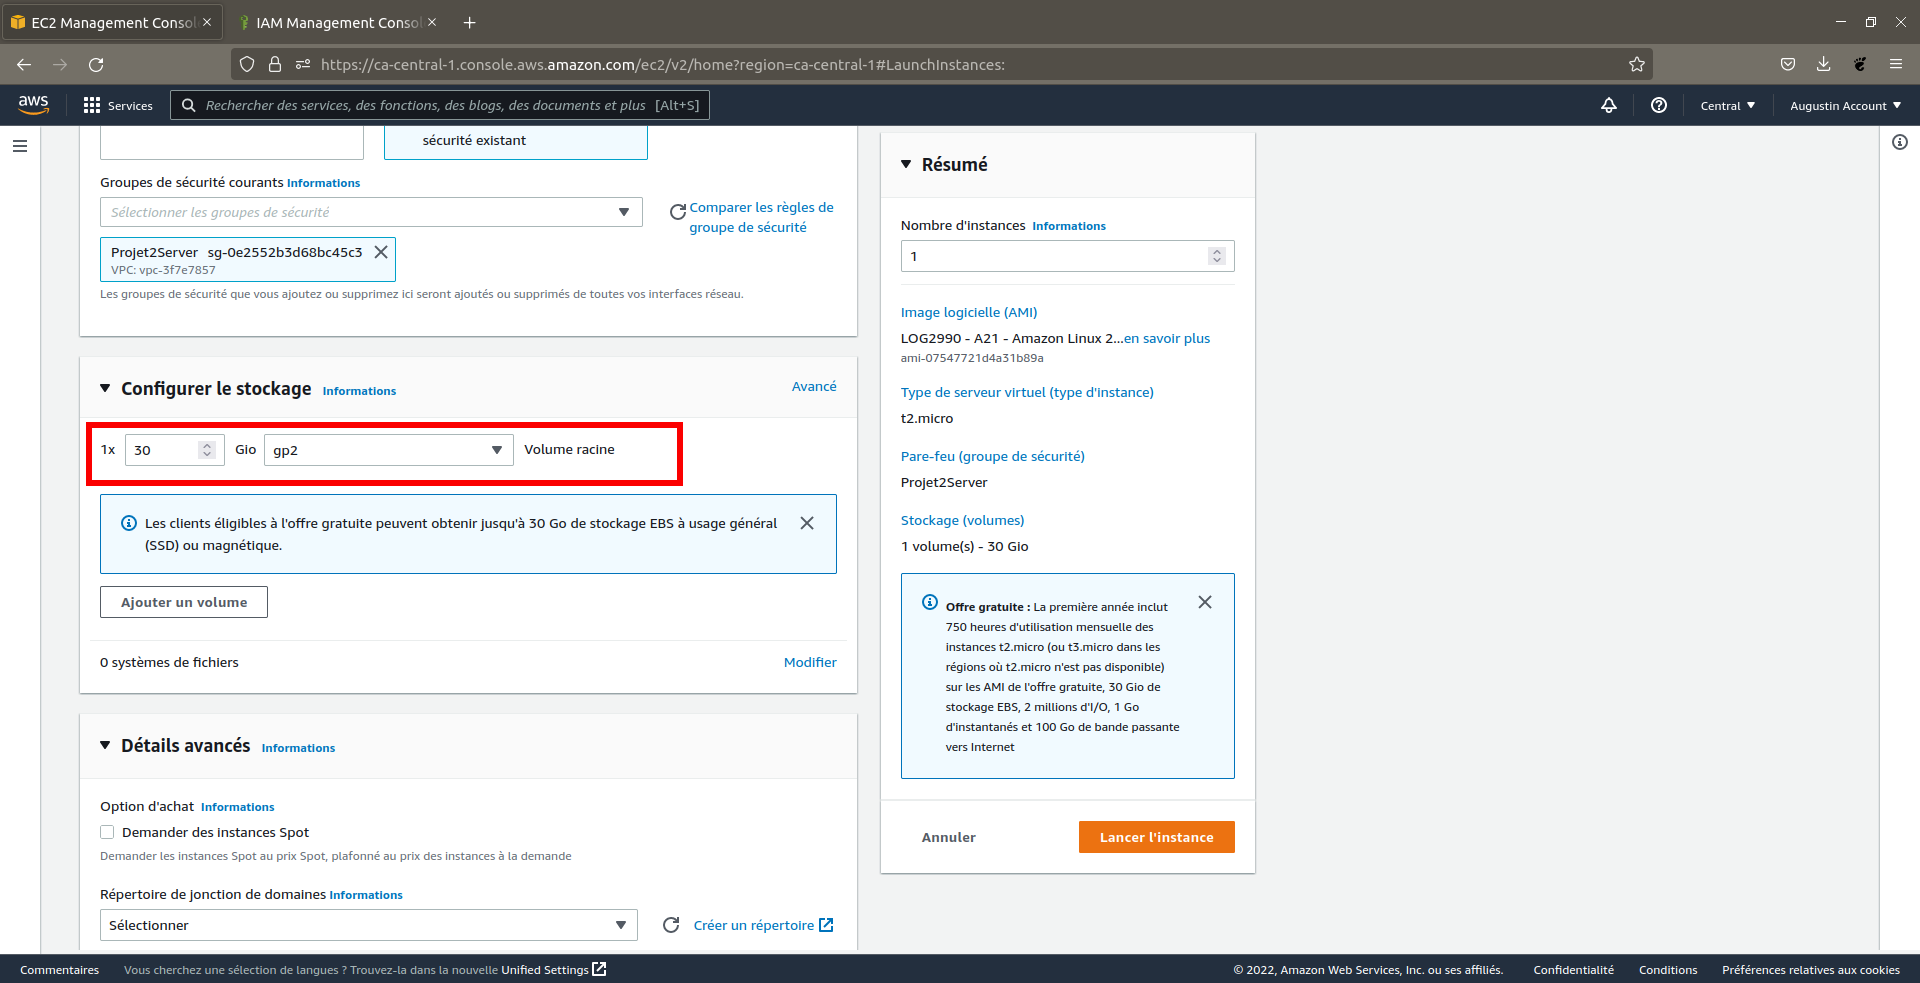 EC2 Management Consol
IAM Management Consol
https://ca-central-1.console.aws.amazon.com/ec2/v2/home?region=ca-central-1#LaunchInstances:
aws
Services
Rechercher des services, des fonctions, des blogs, des documents et plus [Alt+S]
Central
Augustin Account
sécurité existant
Groupes de sécurité courants Informations
Sélectionner les groupes de sécurité
Comparer les règles de
groupe de sécurité
Projet2Server sg-0e2552b3d68bc45c3
VPC: vpc-3f7e7857
Les groupes de sécurité que vous ajoutez ou supprimez ici seront ajoutés ou supprimés de toutes vos interfaces réseau.
Configurer le stockage Informations
Avancé
1x 30 Gio gp2 Volume racine
Les clients éligibles à l'offre gratuite peuvent obtenir jusqu'à 30 Go de stockage EBS à usage général
(SSD) ou magnétique.
Ajouter un volume
0 systèmes de fichiers
Modifier
Détails avancés Informations
Option d'achat Informations
Demander des instances Spot
Demander les instances Spot au prix Spot, plafonné au prix des instances à la demande
Répertoire de jonction de domaines Informations
Sélectionner
Créer un répertoire
Résumé
Nombre d'instances Informations
1
Image logicielle (AMI)
LOG2990 - A21 - Amazon Linux 2...en savoir plus
ami-07547721d4a31b89a
Type de serveur virtuel (type d'instance)
t2.micro
Pare-feu (groupe de sécurité)
Projet2Server
Stockage (volumes)
1 volume(s) - 30 Gio
Offre gratuite : La première année inclut
750 heures d'utilisation mensuelle des
instances t2.micro (ou t3.micro dans les
régions où t2.micro n'est pas disponible)
sur les AMI de l'offre gratuite, 30 Gio de
stockage EBS, 2 millions d'I/O, 1 Go
d'instantanés et 100 Go de bande passante
vers Internet
Annuler
Lancer l'instance
Commentaires
Vous cherchez une sélection de langues ? Trouvez-la dans la nouvelle Unified Settings
© 2022, Amazon Web Services, Inc. ou ses affiliés.
Confidentialité
Conditions
Préférences relatives aux cookies